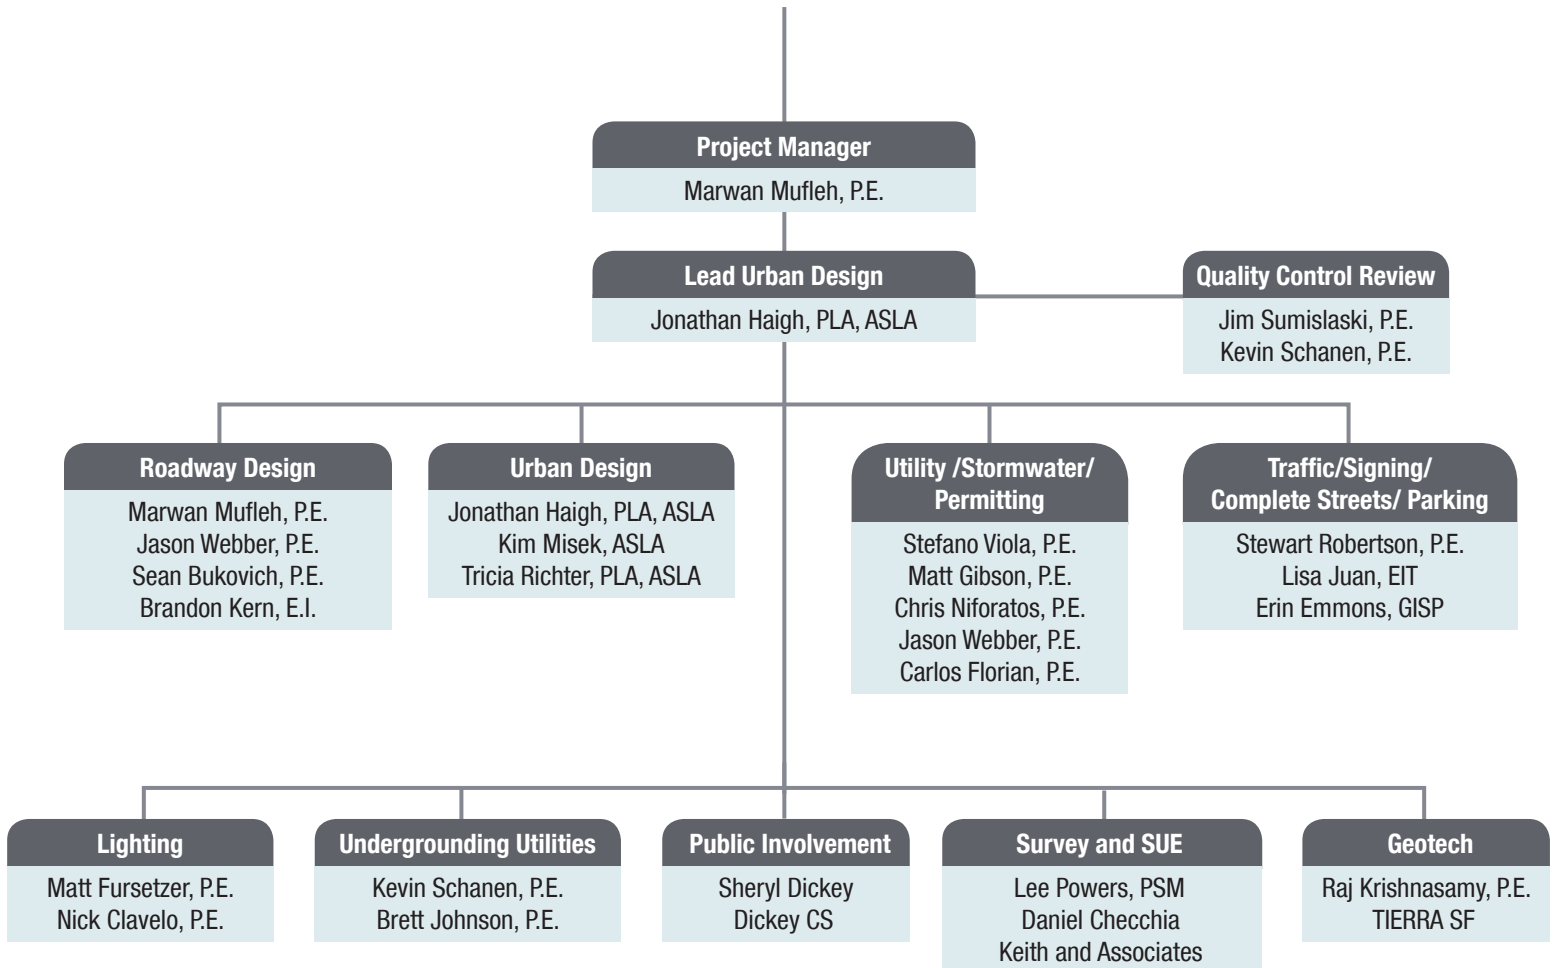 Project Manager
Marwan Mufleh, P.E.
Lead Urban Design
Jonathan Haigh, PLA, ASLA
Quality Control Review
Jim Sumislaski, P.E.
Kevin Schanen, P.E.
Roadway Design
Marwan Mufleh, P.E.
Jason Webber, P.E.
Sean Bukovich, P.E.
Brandon Kern, E.I.
Urban Design
Jonathan Haigh, PLA, ASLA
Kim Misek, ASLA
Tricia Richter, PLA, ASLA
Utility /Stormwater/
Permitting
Stefano Viola, P.E.
Matt Gibson, P.E.
Chris Niforatos, P.E.
Jason Webber, P.E.
Carlos Florian, P.E.
Traffic/Signing/
Complete Streets/ Parking
Stewart Robertson, P.E.
Lisa Juan, EIT
Erin Emmons, GISP
Lighting
Matt Fursetzer, P.E.
Nick Clavelo, P.E.
Undergrounding Utilities
Kevin Schanen, P.E.
Brett Johnson, P.E.
Public Involvement
Sheryl Dickey
Dickey CS
Survey and SUE
Lee Powers, PSM
Daniel Checchia
Keith and Associates
Geotech
Raj Krishnasamy, P.E.
TIERRA SF